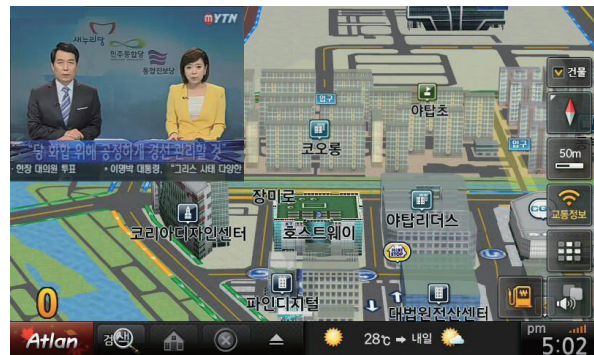 mYTN
새누리당
민주통합당
통합진보당
"당 화합 위해 공정하게 경선 관리할 것"
현장 대의원 투표 • 이명박 대통령, "그리스 사태 다양한
건물
입구
야탑초
코오롱
입구
50m
교통정보
장미로
야탑리더스
CG
코리아디자인센터
호스트웨이
파인디지털
대법원전산센터
0
Atlan
검색
28℃ ➡ 내일
pm
5:02